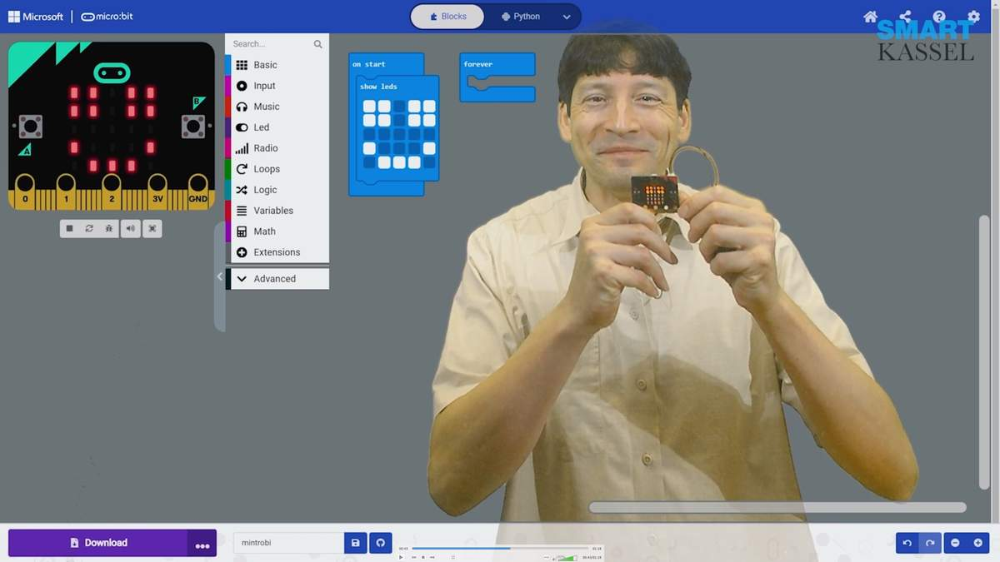 Microsoft
micro:bit
Blocks
Python
SMART
KASSEL
B
A
0
1
2
3V
GND
Search...
Basic
Input
Music
Led
Radio
Loops
Logic
Variables
Math
Extensions
Advanced
on start
show leds
forever
Download
mintrobi